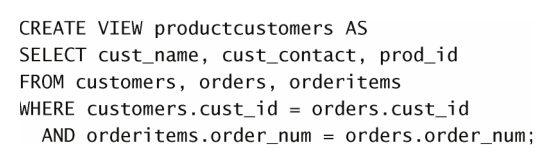 CREATE VIEW productcustomers AS
SELECT cust_name, cust_contact, prod_id
FROM customers, orders, orderitems
WHERE customers.cust_id = orders.cust_id
  AND orderitems.order_num = orders.order_num;